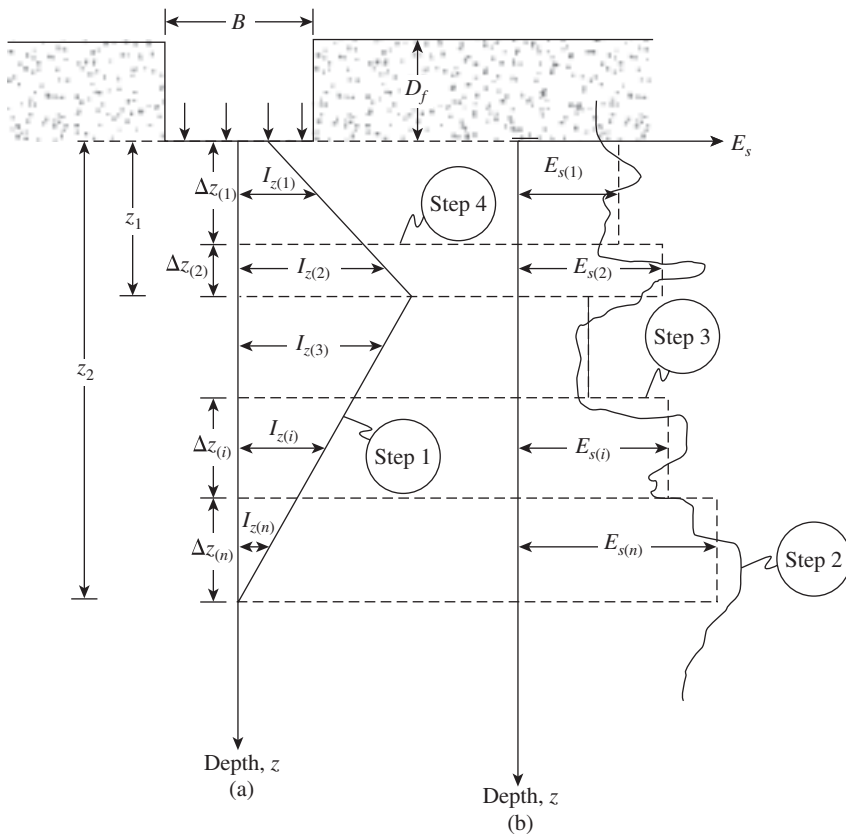 B
D_f
E_s
Δz_(1)
I_z(1)
E_s(1)
z_1
Step 4
Δz_(2)
I_z(2)
E_s(2)
I_z(3)
Step 3
z_2
Δz_(i)
I_z(i)
Step 1
E_s(i)
I_z(n)
Δz_(n)
E_s(n)
Step 2
Depth, z
(a)
Depth, z
(b)